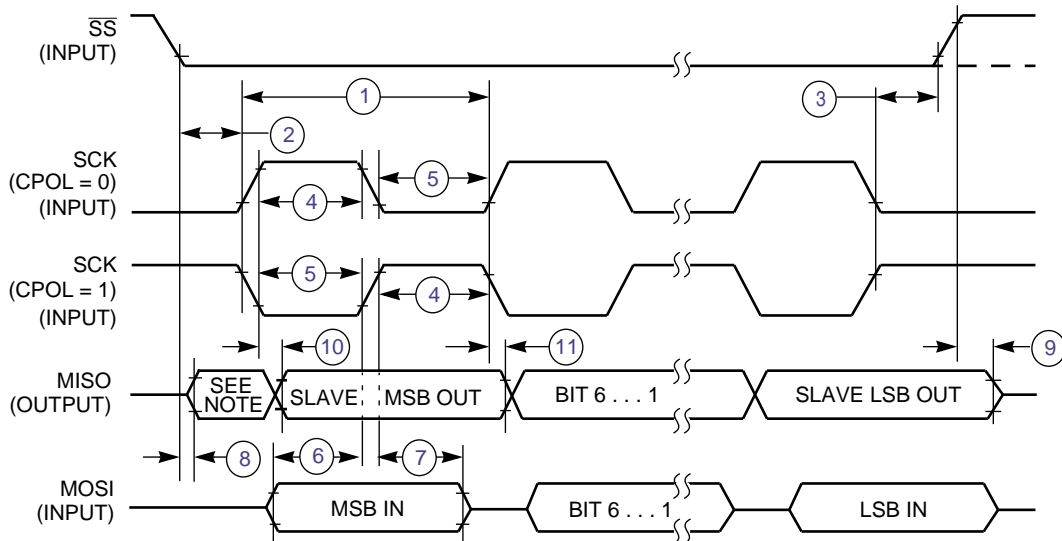 SS
(INPUT)
1
3
2
SCK
(CPOL = 0)
(INPUT)
5
4
SCK
(CPOL = 1)
(INPUT)
5
4
10
11
9
MISO
(OUTPUT)
SEE
NOTE
SLAVE
MSB OUT
BIT 6 . . . 1
SLAVE LSB OUT
8
6
7
MOSI
(INPUT)
MSB IN
BIT 6 . . . 1
LSB IN